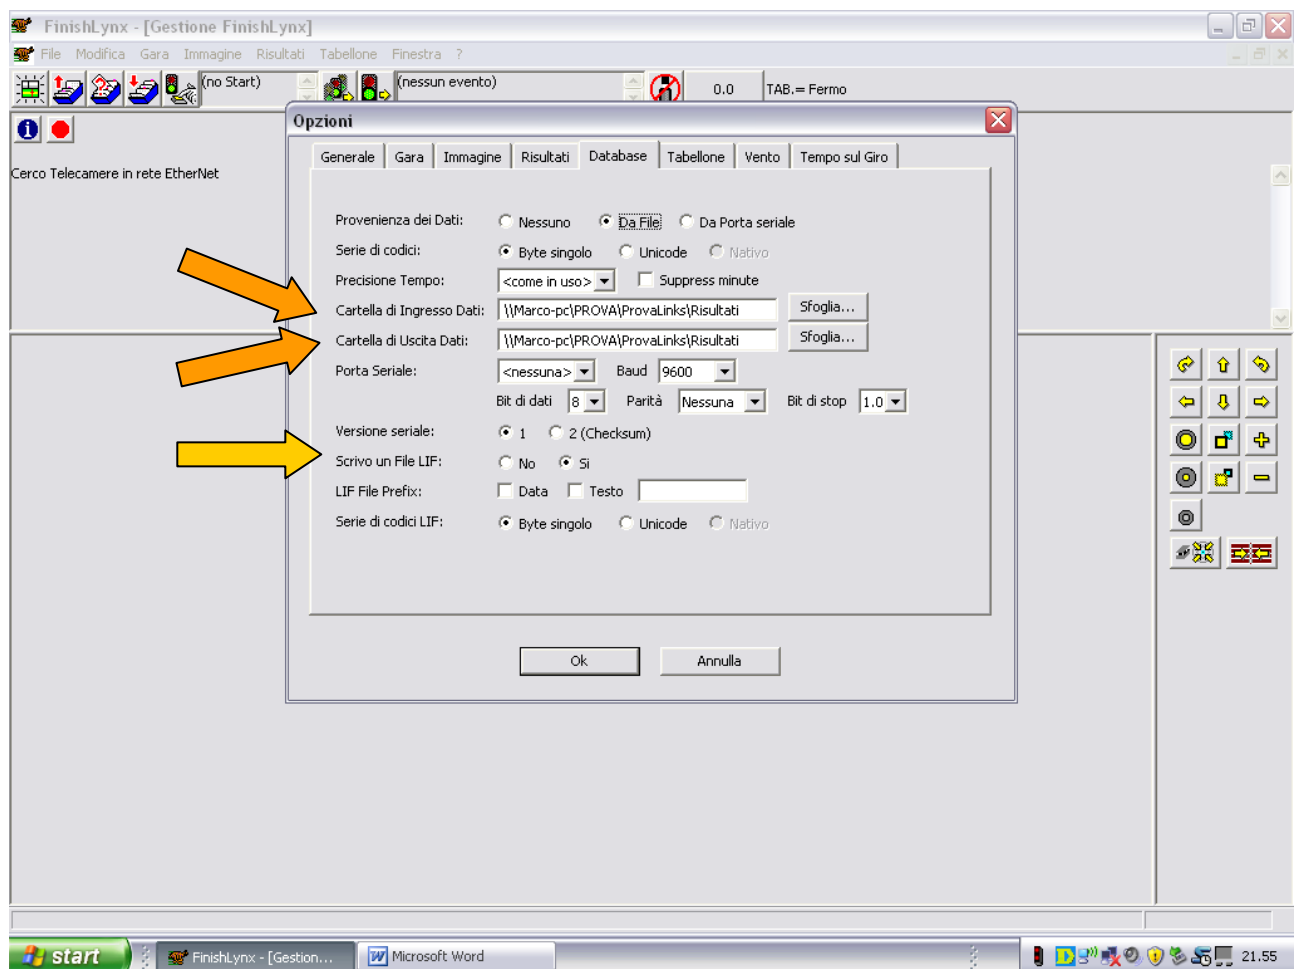 FinishLynx - [Gestione FinishLynx]
File Modifica Gara Immagine Risultati Tabellone Finestra ?
(no Start) (nessun evento) 0.0 TAB.= Fermo
Opzioni
Generale Gara Immagine Risultati Database Tabellone Vento Tempo sul Giro
Cerco Telecamere in rete EtherNet
Provenienza dei Dati: Nessuno Da File Da Porta seriale
Serie di codici: Byte singolo Unicode Nativo
Precisione Tempo: <come in uso> Suppress minute
Cartella di Ingresso Dati: \\Marco-pc\PROVA\ProvaLinks\Risultati Sfoglia...
Cartella di Uscita Dati: \\Marco-pc\PROVA\ProvaLinks\Risultati Sfoglia...
Porta Seriale: <nessuna> Baud 9600
Bit di dati 8 Parità Nessuna Bit di stop 1.0
Versione seriale: 1 2 (Checksum)
Scrivo un File LIF: No Si
LIF File Prefix: Data Testo
Serie di codici LIF: Byte singolo Unicode Nativo
Ok Annulla
start FinishLynx - [Gestion... Microsoft Word 21.55